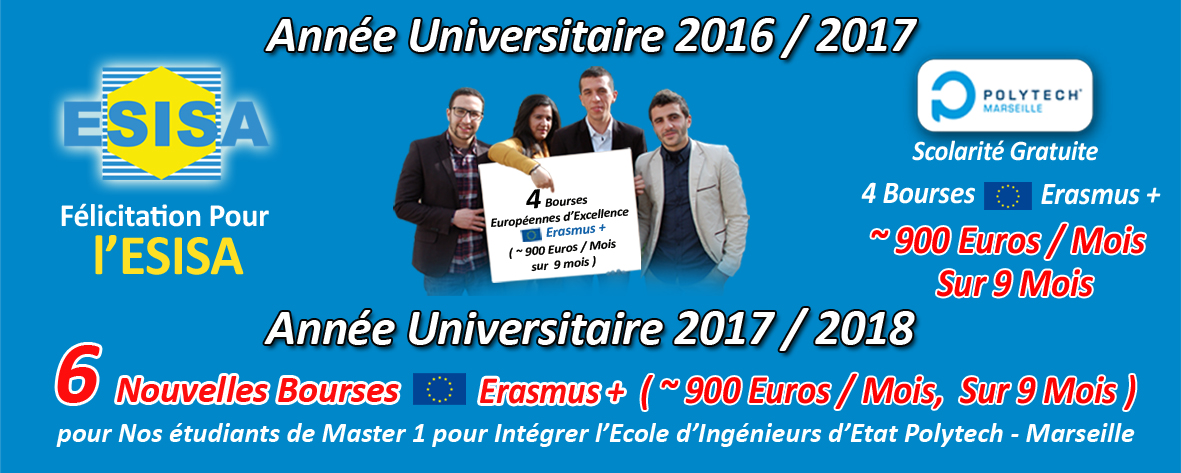 Année Universitaire 2016 / 2017
ESISA
Félicitation Pour
l'ESISA
4 Bourses
Européennes d'Excellence
Erasmus +
( ~ 900 Euros / Mois
sur 9 mois )
POLYTECH®
MARSEILLE
Scolarité Gratuite
4 Bourses Erasmus +
~ 900 Euros / Mois
Sur 9 Mois
Année Universitaire 2017 / 2018
6 Nouvelles Bourses Erasmus + ( ~ 900 Euros / Mois, Sur 9 Mois )
pour Nos étudiants de Master 1 pour Intégrer l'Ecole d'Ingénieurs d'Etat Polytech - Marseille